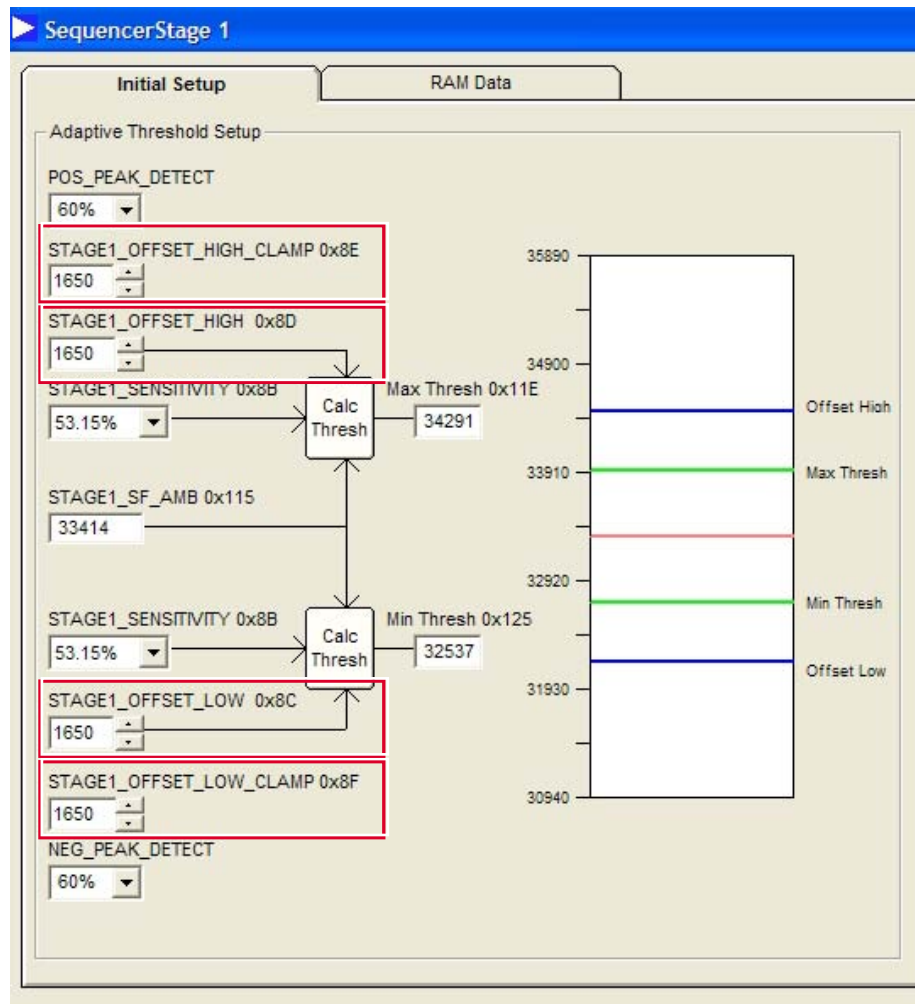 SequencerStage 1
Initial Setup
RAM Data
Adaptive Threshold Setup
POS_PEAK_DETECT
60%
STAGE1_OFFSET_HIGH_CLAMP 0x8E
1650
STAGE1_OFFSET_HIGH 0x8D
1650
STAGE1_SENSITIVITY 0x8B
53.15%
Calc
Thresh
Max Thresh 0x11E
34291
STAGE1_SF_AMB 0x115
33414
STAGE1_SENSITIVITY 0x8B
53.15%
Calc
Thresh
Min Thresh 0x125
32537
STAGE1_OFFSET_LOW 0x8C
1650
STAGE1_OFFSET_LOW_CLAMP 0x8F
1650
NEG_PEAK_DETECT
60%
35890
34900
33910
32920
31930
30940
Offset High
Max Thresh
Min Thresh
Offset Low